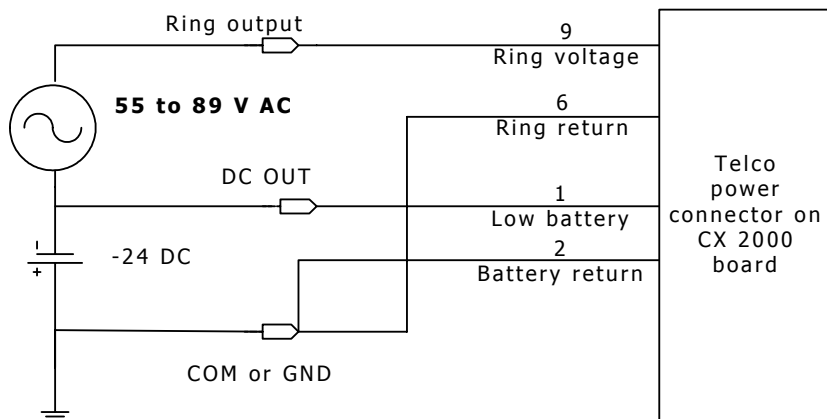 Ring output
9
Ring voltage
55 to 89 V AC
6
Ring return
DC OUT
1
Low battery
Telco
power
connector on
CX 2000
board
-
+
-24 DC
2
Battery return
COM or GND